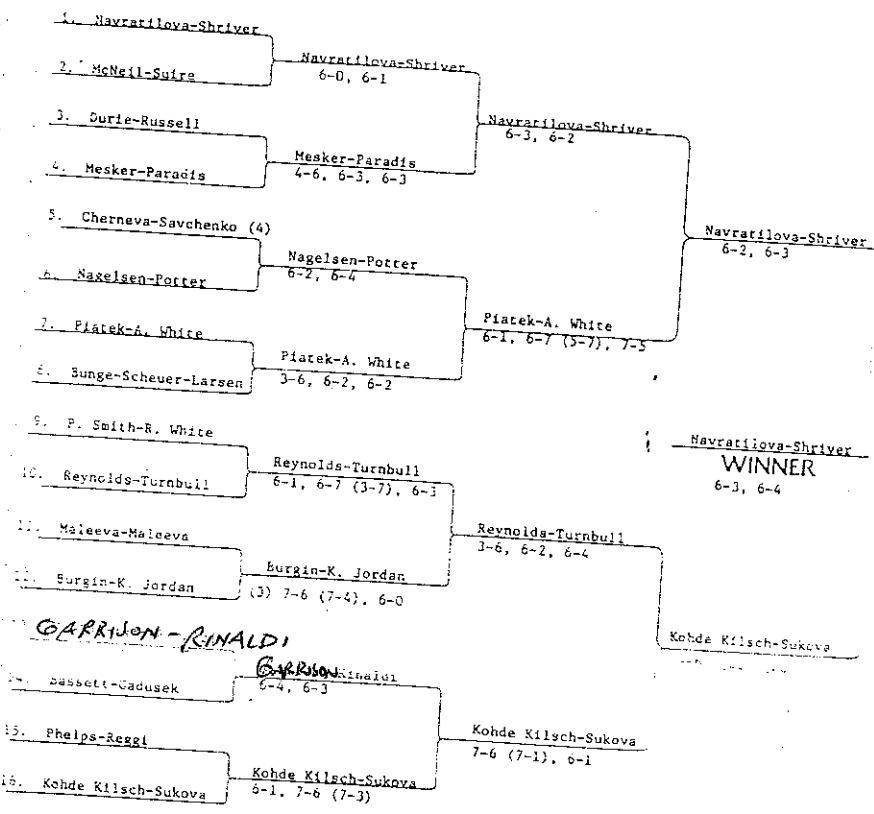 1. Navratilova-Shriver
2. McNeil-Suire
3. Durie-Russell
4. Mesker-Paradis
5. Cherneva-Savchenko (4)
6. Nagelsen-Potter
7. Piatek-A. White
8. Bunge-Scheuer-Larsen
9. P. Smith-R. White
10. Reynolds-Turnbull
11. Maleeva-Maleeva
12. Burgin-K. Jordan
GARRISON-RINALDI
14. Bassett-Gadusek
15. Phelps-Reggi
16. Kohde Kilsch-Sukova
Navratilova-Shriver
6-0, 6-1
Mesker-Paradis
4-6, 6-3, 6-3
Nagelsen-Potter
6-2, 6-4
Piatek-A. White
3-6, 6-2, 6-2
Reynolds-Turnbull
6-1, 6-7 (3-7), 6-3
Burgin-K. Jordan
(3) 7-6 (7-4), 6-0
GARRISON Rinaldi
6-4, 6-3
Kohde Kilsch-Sukova
6-1, 7-6 (7-3)
Navratilova-Shriver
6-3, 6-2
Piatek-A. White
6-1, 6-7 (5-7), 7-5
Reynolds-Turnbull
3-6, 6-2, 6-4
Kohde Kilsch-Sukova
7-6 (7-1), 6-1
Navratilova-Shriver
6-2, 6-3
Kohde Kilsch-Sukova
Navratilova-Shriver
WINNER
6-3, 6-4